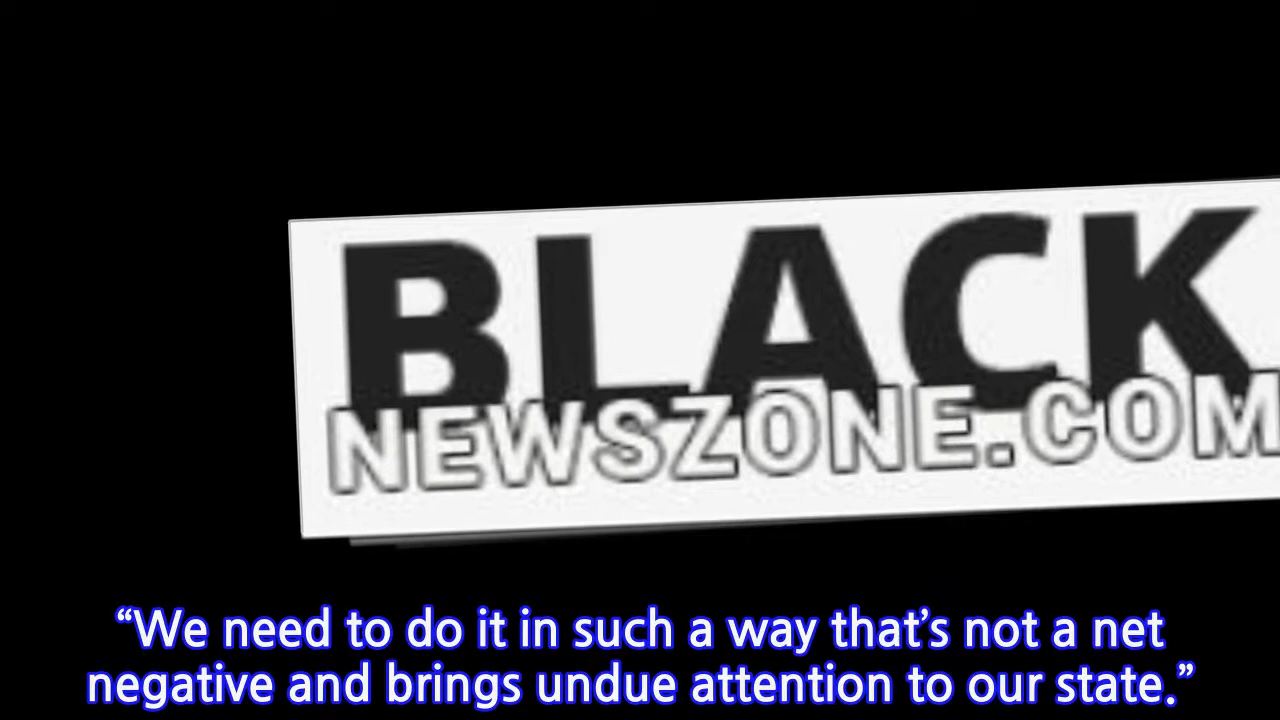 BLACK
NEWSZONE.COM
“We need to do it in such a way that’s not a net
negative and brings undue attention to our state.”